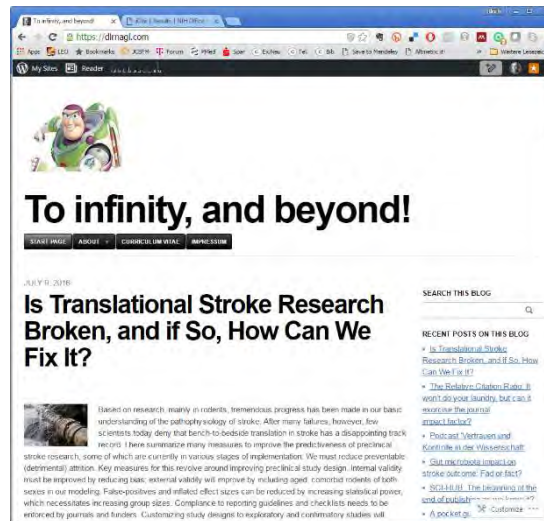 To infinity, and beyond!
https://dirnagl.com
Apps
LEO
Bookmarks
Forum
Save to Mendeley
My Sites
Reader
To infinity, and beyond!
START PAGE
ABOUT
CURRICULUM VITAE
IMPRESSUM
JULY 9, 2016
Is Translational Stroke Research
Broken, and if So, How Can We
Fix It?
Based on research, mainly in rodents, tremendous progress has been made in our basic
understanding of the pathophysiology of stroke. After many failures, however, few
scientists today deny that bench-to-bedside translation in stroke has a disappointing track
record. There summarize many measures to improve the predictiveness of preclinical
stroke research, some of which are currently in various stages of implementation: We must reduce preventable
(detrimental) attrition. Key measures for this revolve around improving preclinical study design. Internal validity
must be improved by reducing bias; external validity will improve by including aged, comorbid rodents of both
sexes in our modeling. False-positives and inflated effect sizes can be reduced by increasing statistical power,
which necessitates increasing group sizes. Compliance to reporting guidelines and checklists needs to be
enforced by journals and funders. Customizing study designs to exploratory and confirmatory studies will
SEARCH THIS BLOG
RECENT POSTS ON THIS BLOG
Is Translational Stroke
Research Broken, and if So, How
Can We Fix It?
The Relative Citation Ratio: It
won't do your laundry, but can it
exorcise the journal
impact factor?
Podcast 'Vertrauen und
Kontrolle in der Wissenschaft'
Gut microbiota impact on
stroke outcome: Fad or fact?
SCI-HUB: The beginning of the
end of
A pocket
Customize